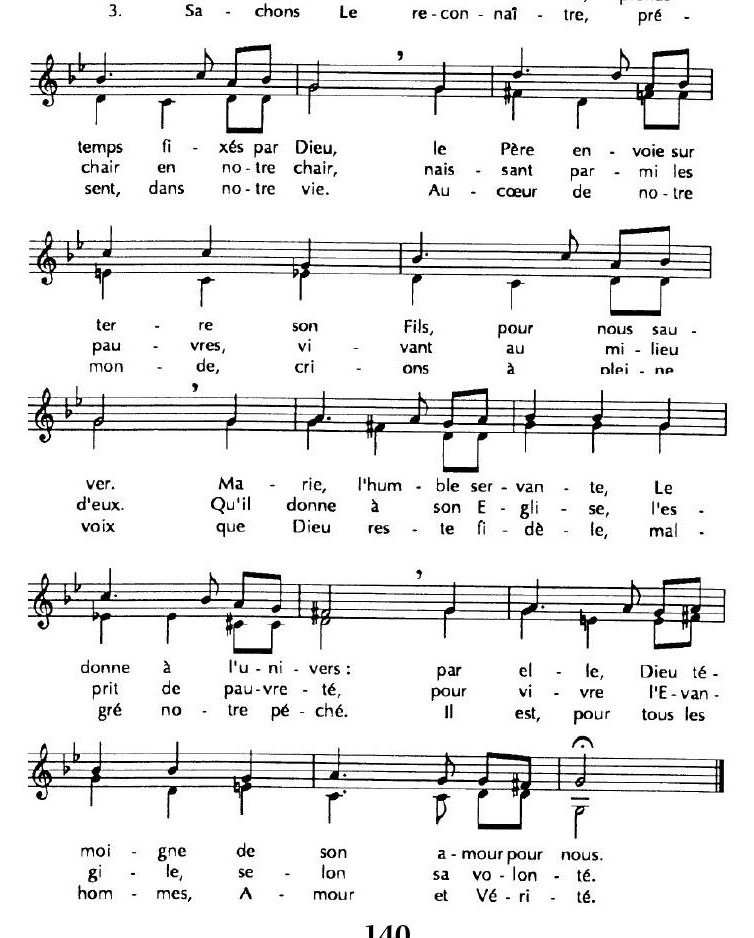 3. Sa - chons Le re-con-naî - tre, pré -
temps fi - xés par Dieu, le Père en - voie sur
chair en no-tre chair, nais - sant par - mi les
sent, dans no-tre vie. Au - cœur de no-tre
ter - re son Fils, pour nous sau -
pau - vres, vi - vant au mi - lieu
mon - de, cri - ons à plei - ne
ver. Ma - rie, l'hum - ble ser - van - te, Le
d'eux. Qu'il donne à son E - gli - se, l'es -
voix que Dieu res - te fi - dè - le, mal -
donne à l'u - ni - vers : par el - le, Dieu té -
prit de pau-vre - té, pour vi - vre l'E-van -
gré no - tre pé - ché. Il est, pour tous les
moi - gne de son a - mour pour nous.
gi - le, se - lon sa vo - lon - té.
hom - mes, A - mour et Vé - ri - té.
140